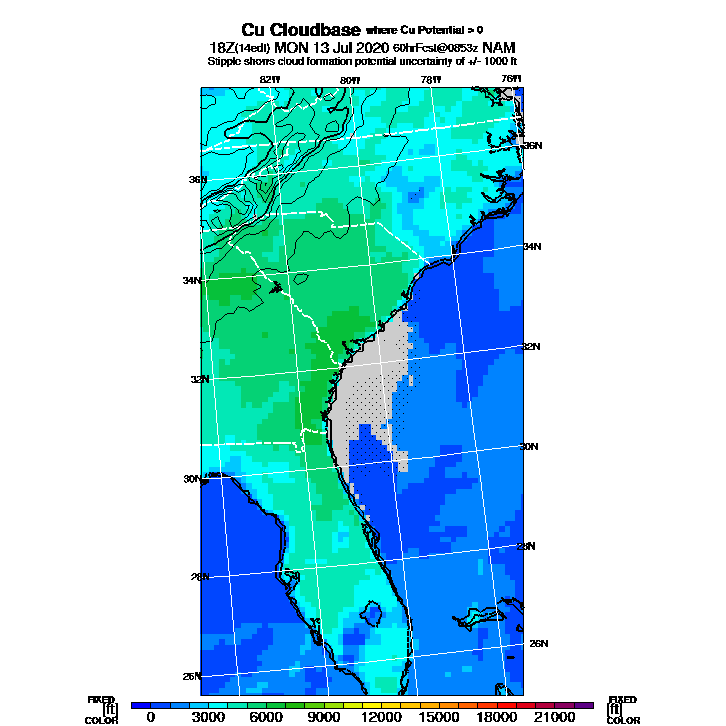 Cu Cloudbase where Cu Potential > 0
18Z(14edt) MON 13 Jul 2020 60hrFcst@0853z NAM
Stipple shows cloud formation potential uncertainty of +/- 1000 ft
82W 80W 78W 76W
36N
36N
34N
34N
32N
32N
30N
30N
28N
28N
26N
26N
FIXED FIXED
[ft] 0 3000 6000 9000 12000 15000 18000 21000 [ft]
COLOR COLOR